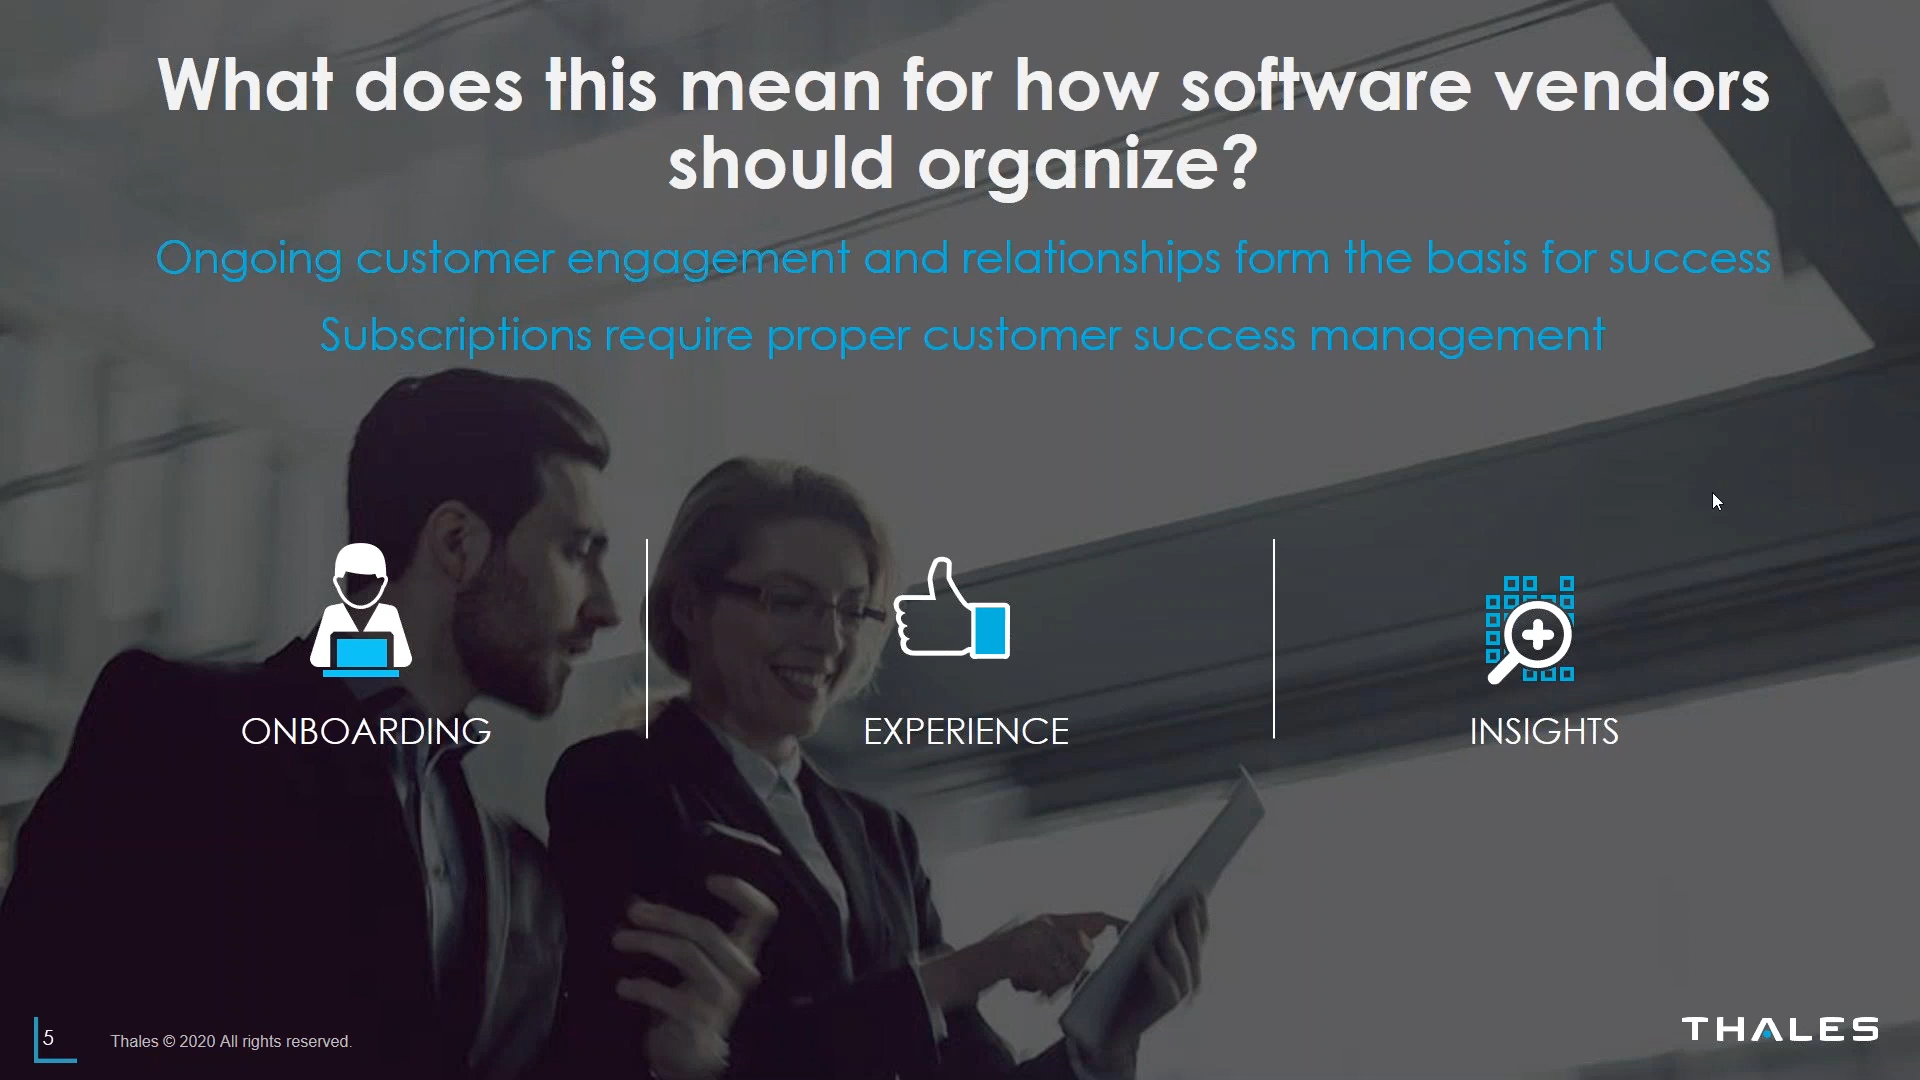 What does this mean for how software vendors
should organize?
Ongoing customer engagement and relationships form the basis for success
Subscriptions require proper customer success management
ONBOARDING
EXPERIENCE
INSIGHTS
5
Thales © 2020 All rights reserved.
THALES